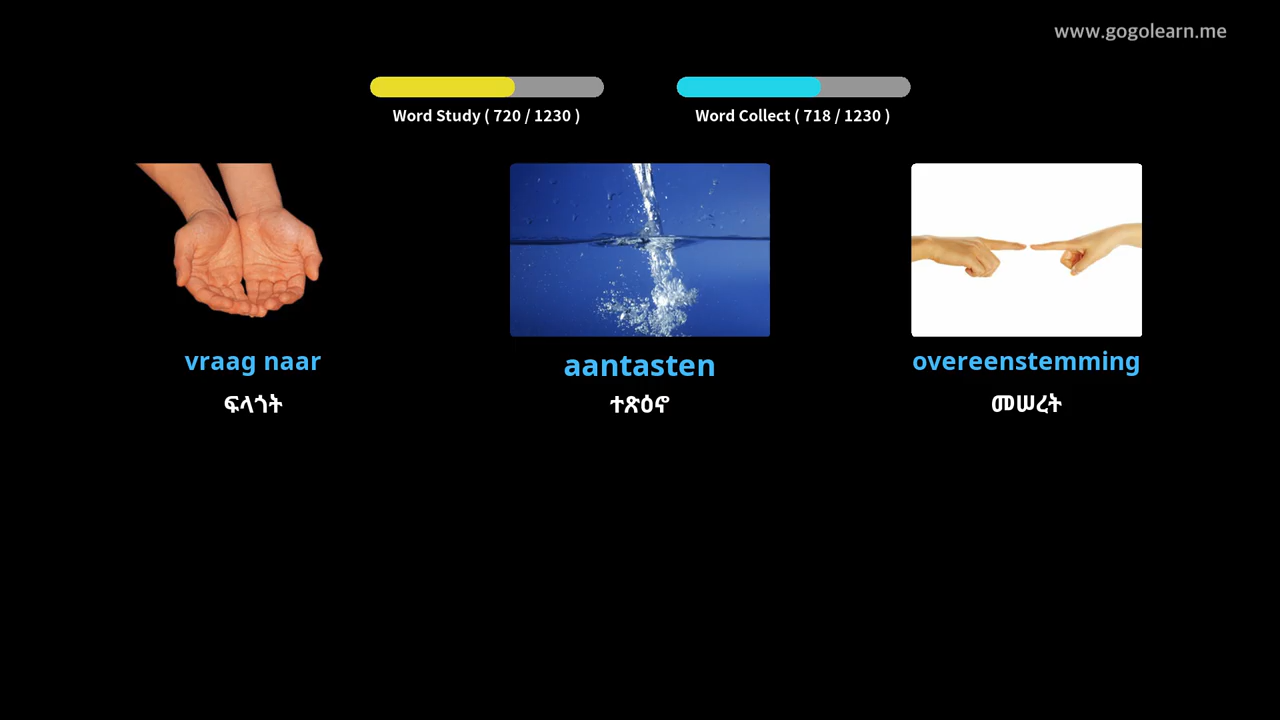 www.gogolearn.me
Word Study ( 720 / 1230 )
Word Collect ( 718 / 1230 )
vraag naar
aantasten
overeenstemming
ፍላጎት
ተጽዕኖ
መሠረት